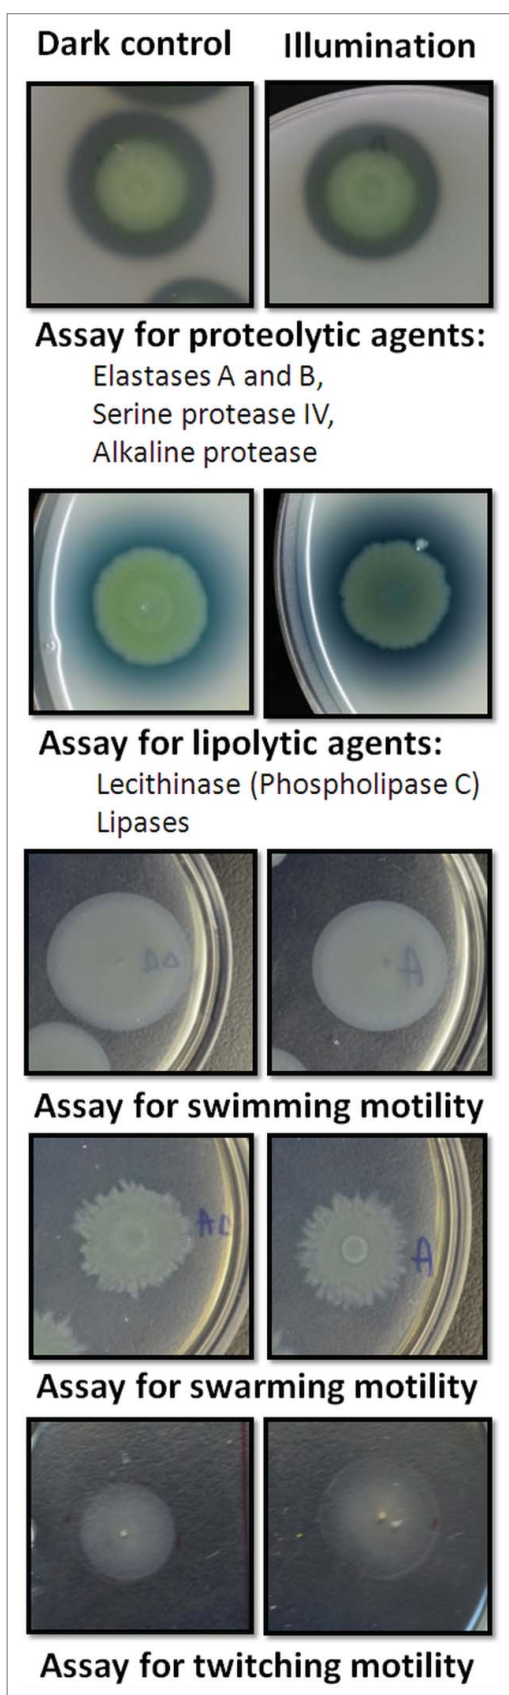 Dark control Illumination
Assay for proteolytic agents:
Elastases A and B,
Serine protease IV,
Alkaline protease
Assay for lipolytic agents:
Lecithinase (Phospholipase C)
Lipases
A
Assay for swimming motility
A
Assay for swarming motility
Assay for twitching motility